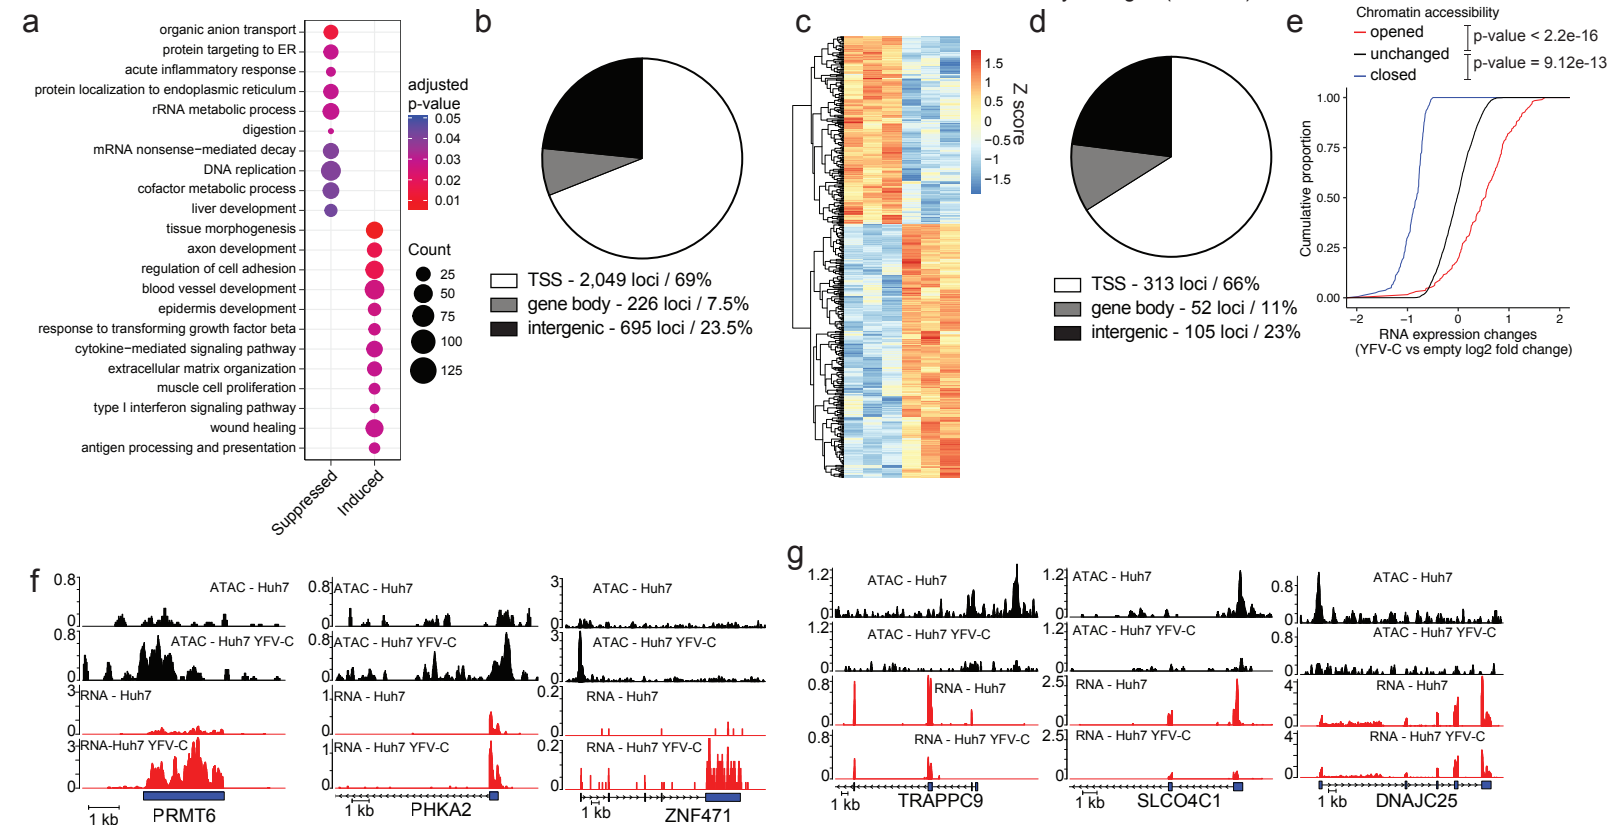 a
organic anion transport
protein targeting to ER
acute inflammatory response
protein localization to endoplasmic reticulum
rRNA metabolic process
digestion
mRNA nonsense−mediated decay
DNA replication
cofactor metabolic process
liver development
tissue morphogenesis
axon development
regulation of cell adhesion
blood vessel development
epidermis development
response to transforming growth factor beta
cytokine−mediated signaling pathway
extracellular matrix organization
muscle cell proliferation
type I interferon signaling pathway
wound healing
antigen processing and presentation
Suppressed
Induced
adjusted
p-value
0.05
0.04
0.03
0.02
0.01
Count
25
50
75
100
125
b
TSS - 2,049 loci / 69%
gene body - 226 loci / 7.5%
intergenic - 695 loci / 23.5%
c
1.5
1
0.5
0
−0.5
−1
−1.5
Z score
d
TSS - 313 loci / 66%
gene body - 52 loci / 11%
intergenic - 105 loci / 23%
e
Chromatin accessibility
opened
unchanged
closed
p-value < 2.2e-16
p-value = 9.12e-13
1.00
0.75
0.50
0.25
0.00
Cumulative proportion
−2 −1 0 1 2
RNA expression changes
(YFV-C vs empty log2 fold change)
f
0.8
0
ATAC - Huh7
0.8
0
ATAC - Huh7 YFV-C
3
0
RNA - Huh7
3
0
RNA-Huh7 YFV-C
1 kb
PRMT6
0.8
0
ATAC - Huh7
0.8
0
ATAC - Huh7 YFV-C
1
0
RNA - Huh7
1
0
RNA - Huh7 YFV-C
1 kb
PHKA2
3
0
ATAC - Huh7
3
0
ATAC - Huh7 YFV-C
0.2
0
RNA - Huh7
0.2
0
RNA - Huh7 YFV-C
1 kb
ZNF471
g
1.2
0
ATAC - Huh7
1.2
0
ATAC - Huh7 YFV-C
0.8
0
RNA - Huh7
0.8
0
RNA - Huh7 YFV-C
1 kb
TRAPPC9
1.2
0
ATAC - Huh7
1.2
0
ATAC - Huh7 YFV-C
2.5
0
RNA - Huh7
2.5
0
RNA - Huh7 YFV-C
1 kb
SLCO4C1
0.8
0
ATAC - Huh7
0.8
0
ATAC - Huh7 YFV-C
4
0
RNA - Huh7
4
0
RNA - Huh7 YFV-C
1 kb
DNAJC25